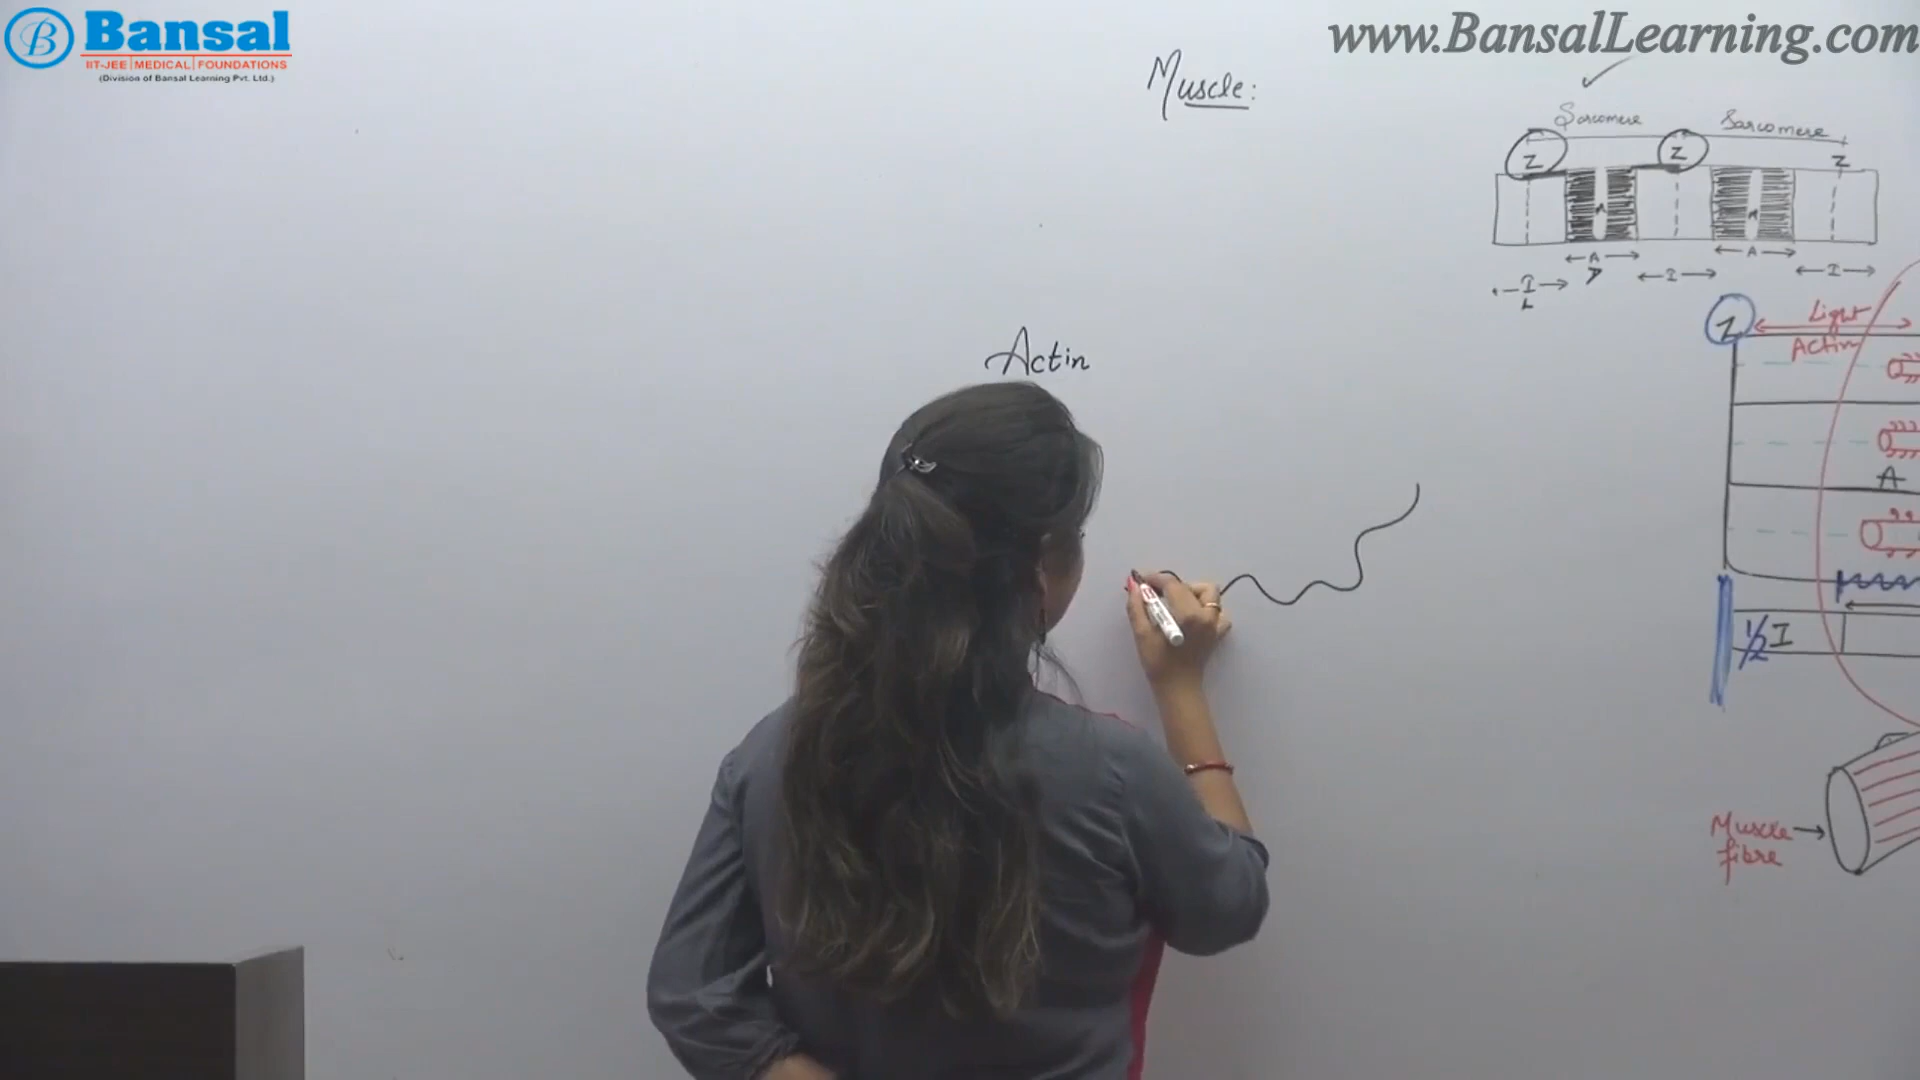 Bansal
IIT-JEE | MEDICAL | FOUNDATIONS
(Division of Bansal Learning Pvt. Ltd.)
www.BansalLearning.com
Muscle:
Sarcomere Sarcomere
Z Z Z
A A
I I
I
Z Light
Actin
Actin
A
1/2 I
Muscle
fibre